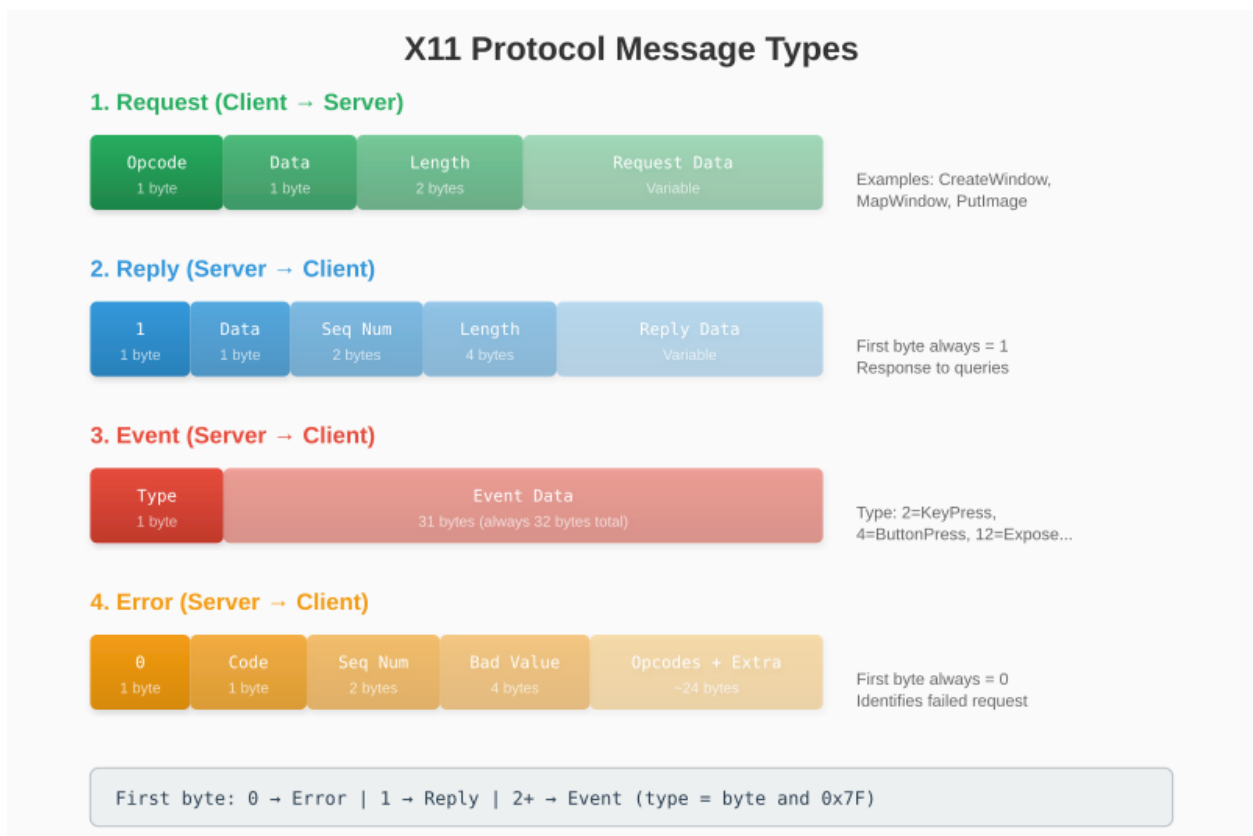 X11 Protocol Message Types
1. Request (Client → Server)
Opcode
1 byte
Data
1 byte
Length
2 bytes
Request Data
Variable
Examples: CreateWindow,
MapWindow, PutImage
2. Reply (Server → Client)
1
1 byte
Data
1 byte
Seq Num
2 bytes
Length
4 bytes
Reply Data
Variable
First byte always = 1
Response to queries
3. Event (Server → Client)
Type
1 byte
Event Data
31 bytes (always 32 bytes total)
Type: 2=KeyPress,
4=ButtonPress, 12=Expose...
4. Error (Server → Client)
0
1 byte
Code
1 byte
Seq Num
2 bytes
Bad Value
4 bytes
Opcodes + Extra
~24 bytes
First byte always = 0
Identifies failed request
First byte: 0 → Error | 1 → Reply | 2+ → Event (type = byte and 0x7F)